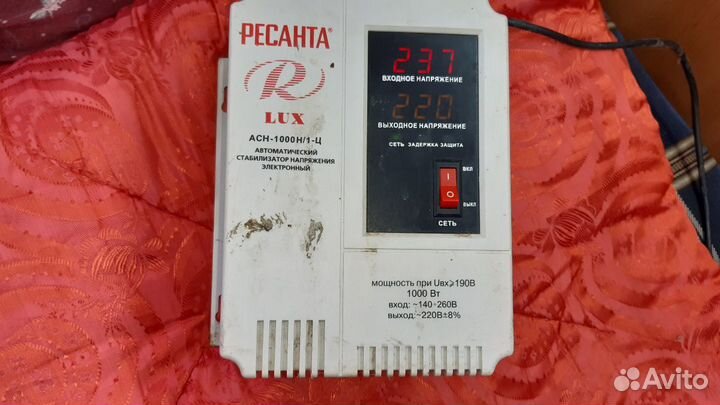 РЕСАНТА®
R
LUX
АСН-1000Н/1-Ц
АВТОМАТИЧЕСКИЙ
СТАБИЛИЗАТОР НАПРЯЖЕНИЯ
ЭЛЕКТРОННЫЙ
237
ВХОДНОЕ НАПРЯЖЕНИЕ
220
ВЫХОДНОЕ НАПРЯЖЕНИЕ
СЕТЬ ЗАДЕРЖКА ЗАЩИТА
ВКЛ
I
O
ВЫКЛ
СЕТЬ
мощность при Uвх⩾190В
1000 Вт
вход: ~140-260В
выход:~220В±8%
Avito